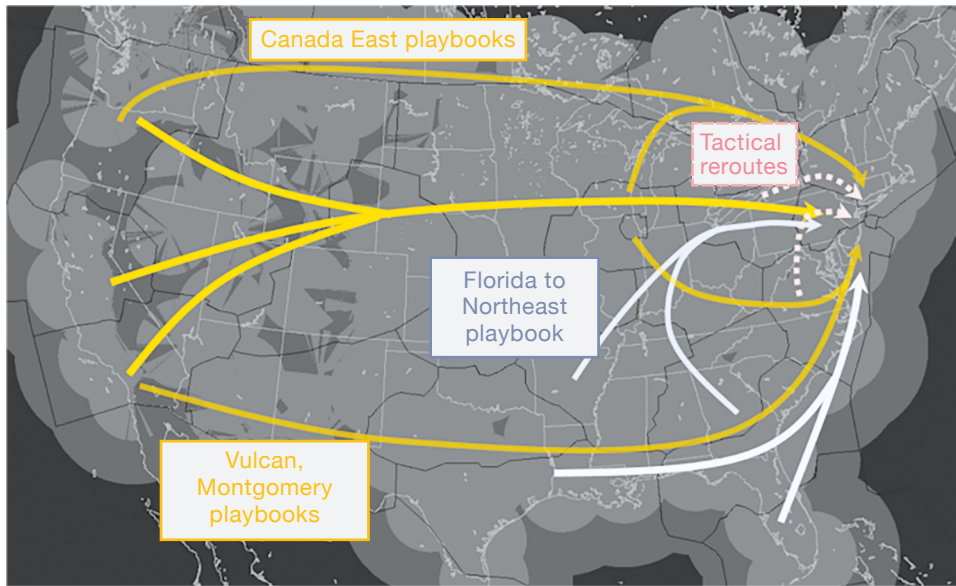 Canada East playbooks
Tactical
reroutes
Florida to
Northeast
playbook
Vulcan,
Montgomery
playbooks